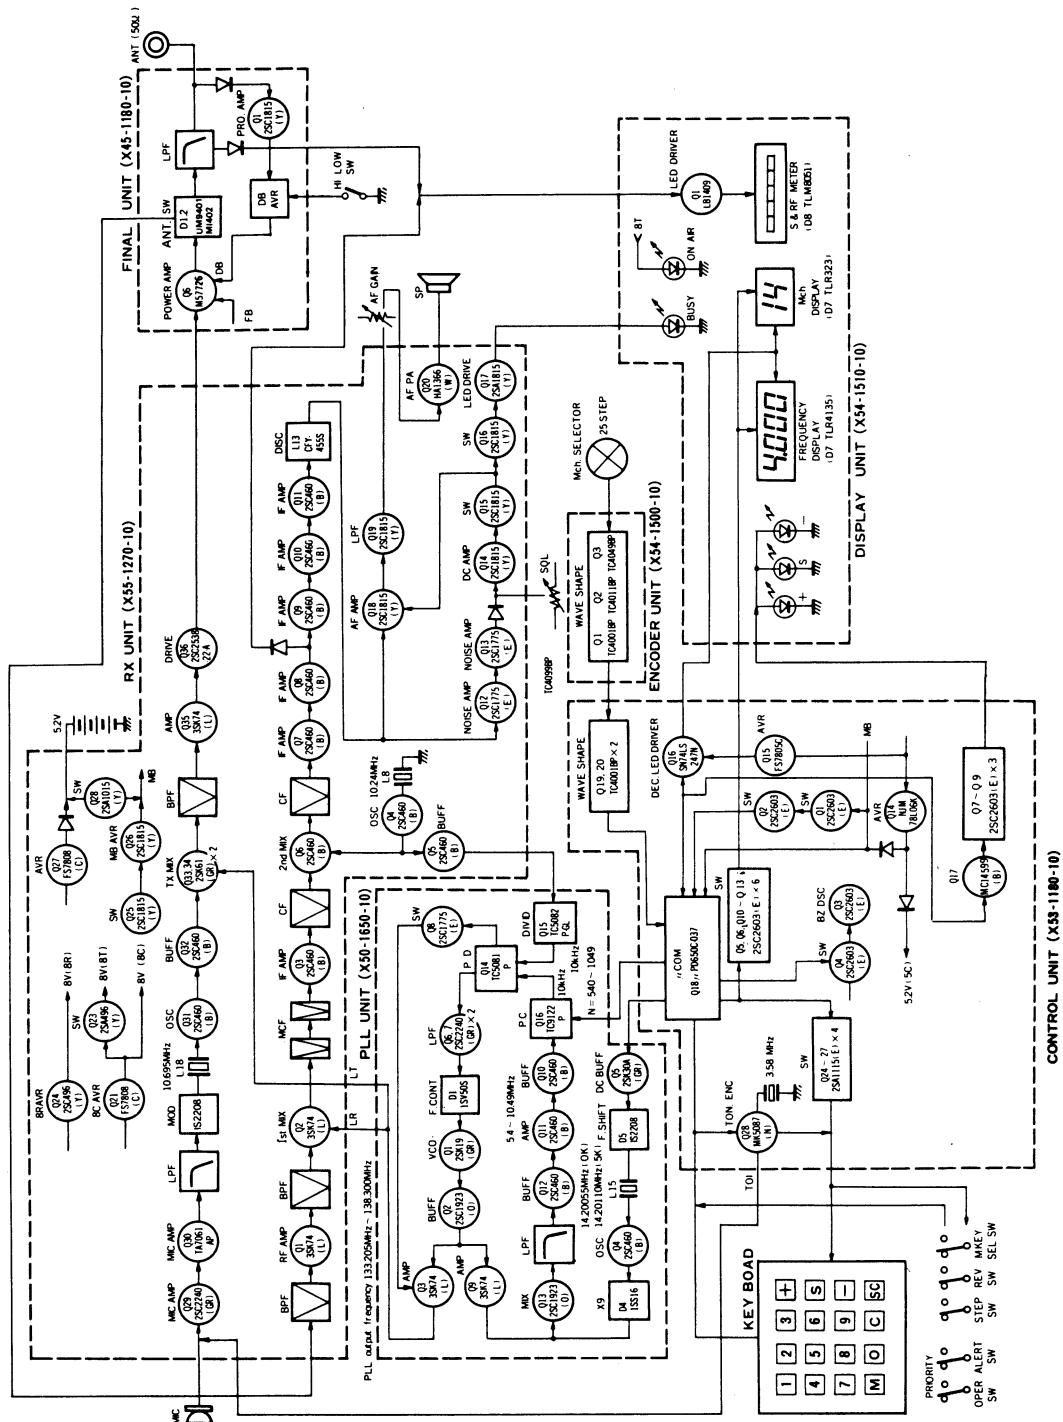 ANT (50Ω)
FINAL UNIT (X45-1180-10)
LPF
PRO. AMP
Q1
2SC1815
(Y)
ANT. SW
D1.2
UM9401
MI402
DB
AVR
HI LOW
SW
POWER AMP
Q6
M57726
DB
FB
RX UNIT (X55-1270-10)
DRIVE
Q36
2SC2538
22A
AMP
Q35
3SK74
(L)
BPF
TX MIX
Q33.34
2SK61
(GR)×2
BUFF
Q32
2SC460
(B)
OSC
Q31
2SC460
(B)
10.695MHz
L18
MOD
1S2208
LPF
MIC AMP
Q30
TA7061
AP
MIC AMP
Q29
2SC2240
(GR)
MIC
5.2V
SW
Q28
2SA1015
(Y)
AVR
Q27
FS7808
(C)
MB
MB AVR
Q26
2SC1815
(Y)
SW
Q25
2SC1815
(Y)
8V(8R)
8V(8T)
8V (8C)
SW
Q23
2SA496
(Y)
BRAVR
Q24
2SC496
(Y)
8C AVR
Q21
FS7808
(C)
AF GAIN
SP
AF PA
Q20
HA1366
(W)
LED DRIVE
Q17
2SA1815
(Y)
SW
Q16
2SC1815
(Y)
SW
Q15
2SC1815
(Y)
DC AMP
Q14
2SC1815
(Y)
SQL
NOISE AMP
Q13
2SC1775
(E)
NOISE AMP
Q12
2SC1775
(E)
LPF
Q19
2SC1815
(Y)
AF AMP
Q18
2SC1815
(Y)
DISC
L13
CFY-
455S
IF AMP
Q11
2SC460
(B)
IF AMP
Q10
2SC460
(B)
IF AMP
Q9
2SC460
(B)
IF AMP
Q8
2SC460
(B)
IF AMP
Q7
2SC460
(B)
CF
2nd MIX
Q6
2SC460
(B)
OSC
Q4
2SC460
(B)
10.24MHz
L8
Q5
2SC460
(B)
BUFF
CF
IF AMP
Q3
2SC460
(B)
MCF
1st MIX
Q2
3SK74
(L)
BPF
RF AMP
Q1
3SK74
(L)
BPF
LT
LR
PLL UNIT (X50-1650-10)
PLL output frequency 133.205MHz~138.300MHz
SW
Q8
2SC1775
(E)
DIVID
Q15
TC5082
P-GL
P D
Q14
TC5081
P
10kHz
10kHz
N = 540~1049
P.C
Q16
TC9122
P
LPF
Q6.7
2SC2240
(GR)×2
F.CONT
D1
1SV50S
VCO
Q1
2SK19
(GR)
BUFF
Q2
2SC1923
(O)
AMP
Q3
3SK74
(L)
AMP
Q9
3SK74
(L)
BUFF
Q10
2SC460
(B)
5.4~10.49MHz
AMP
Q11
2SC460
(B)
BUFF
Q12
2SC460
(B)
LPF
MIX
Q13
2SC1923
(O)
14.20055MHz(0K)
14.20110MHz(5K)
DC BUFF
Q5
2SK30A
(GR)
F.SHIFT
D5
1S2208
L15
OSC
Q4
2SC460
(B)
X9
D4
1SS16
Mch. SELECTOR
25 STEP
ENCODER UNIT (X54-1500-10)
WAVE SHAPE
Q1 Q2 Q3
TC4001BP TC4011BP TC4049BP
TC4099BP
WAVE SHAPE
Q19, 20
TC4001BP × 2
DISPLAY UNIT (X54-1510-10)
LED DRIVER
Q1
LB1409
S & RF METER
(D8 TLM8051)
8T
ON AIR
BUSY
14
Mch
DISPLAY
(D7 TLR323)
4.000
FREQUENCY
DISPLAY
(D7 TLR4135)
+ S -
CONTROL UNIT (X53-1180-10)
DEC. LED DRIVER
Q16
SN74LS
247N
AVR
Q15
FS7805C
MB
SW
Q2
2SC2603
(E)
SW
Q1
2SC2603
(E)
AVR
Q14
NJM
78L06A
Q7~Q9
2SC2603(E)×3
Q17
MC14599
(B)
5.2V(5C)
SW
Q5,Q6,Q10~Q13
2SC2603(E)×6
μCOM
Q18 μPD650C-037
BZ DSC
Q3
2SC2603
(E)
SW
Q4
2SC2603
(E)
SW
Q24~27
2SA1115(E)×4
3.58 MHz
TON. ENC
Q28
MK5087
(N)
TOI
KEY BOAD
1 2 3 +
4 5 6 S
7 8 9 -
M O C SC
PRIORITY
OPER ALERT
SW SW
STEP REV MKEY
SW SW SEL SW